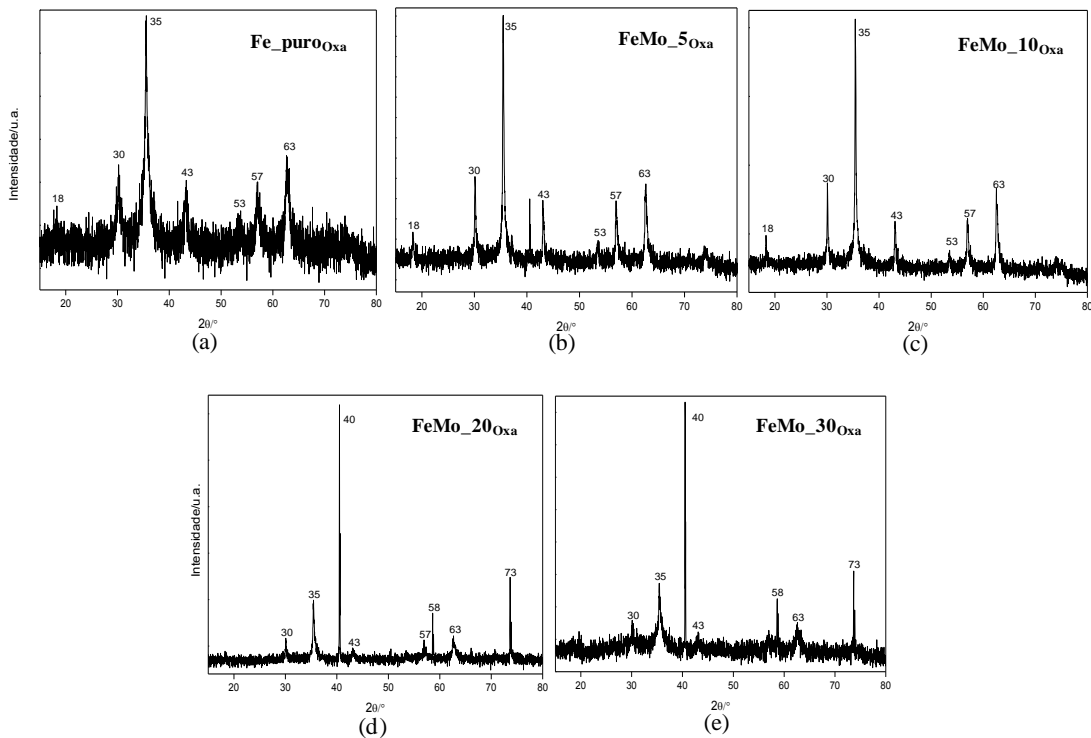 Fe_puroOxa
Intensidade/u.a.
18
30
35
43
53
57
63
20 30 40 50 60 70 80
2θ/°
(a)
FeMo_5Oxa
18
30
35
43
53
57
63
20 30 40 50 60 70 80
2θ/°
(b)
FeMo_10Oxa
18
30
35
43
53
57
63
20 30 40 50 60 70 80
2θ/°
(c)
FeMo_20Oxa
Intensidade/u.a.
30
35
40
43
57
58
63
73
20 30 40 50 60 70 80
2θ/°
(d)
FeMo_30Oxa
30
35
40
43
58
63
73
20 30 40 50 60 70 80
2θ/°
(e)